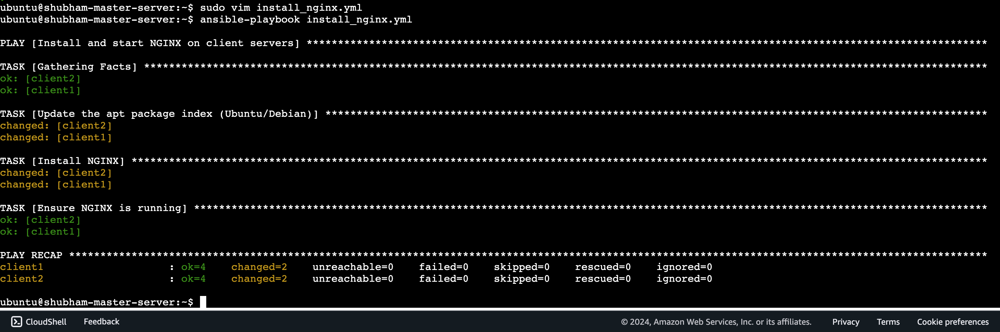 ubuntu@shubham-master-server:~$ sudo vim install_nginx.yml
ubuntu@shubham-master-server:~$ ansible-playbook install_nginx.yml
PLAY [Install and start NGINX on client servers] *************************************************************************************************************
TASK [Gathering Facts] ***************************************************************************************************************************************
ok: [client2]
ok: [client1]
TASK [Update the apt package index (Ubuntu/Debian)] **********************************************************************************************************
changed: [client2]
changed: [client1]
TASK [Install NGINX] *****************************************************************************************************************************************
changed: [client2]
changed: [client1]
TASK [Ensure NGINX is running] *******************************************************************************************************************************
ok: [client2]
ok: [client1]
PLAY RECAP ***************************************************************************************************************************************************
client1                    : ok=4    changed=2    unreachable=0    failed=0    skipped=0    rescued=0    ignored=0
client2                    : ok=4    changed=2    unreachable=0    failed=0    skipped=0    rescued=0    ignored=0
ubuntu@shubham-master-server:~$
CloudShell Feedback © 2024, Amazon Web Services, Inc. or its affiliates. Privacy Terms Cookie preferences